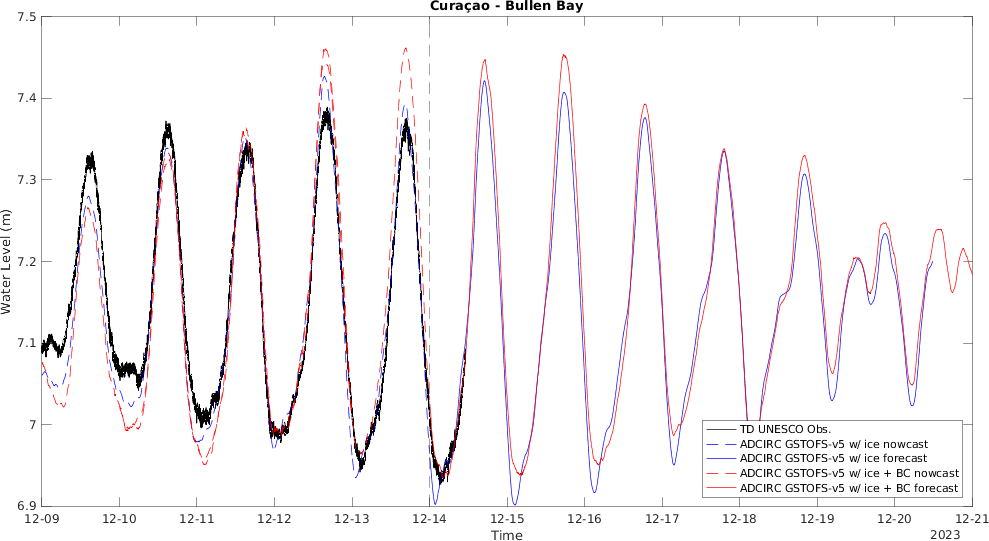 Curaçao - Bullen Bay
7.5
7.4
7.3
7.2
7.1
7
6.9
Water Level (m)
TD UNESCO Obs.
ADCIRC GSTOFS-v5 w/ ice nowcast
ADCIRC GSTOFS-v5 w/ ice forecast
ADCIRC GSTOFS-v5 w/ ice + BC nowcast
ADCIRC GSTOFS-v5 w/ ice + BC forecast
12-09 12-10 12-11 12-12 12-13 12-14 12-15 12-16 12-17 12-18 12-19 12-20 12-21
Time
2023